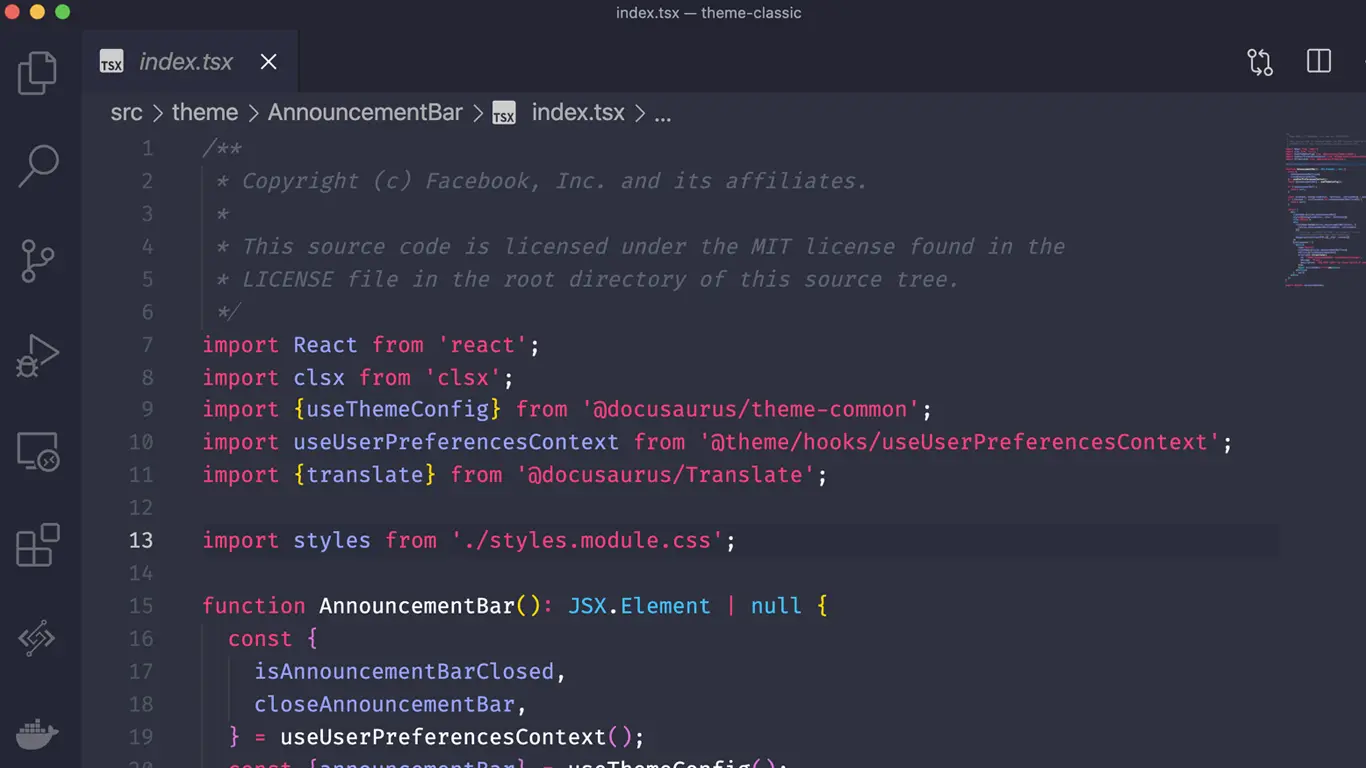 index.tsx — theme-classic
TSX index.tsx
src > theme > AnnouncementBar > TSX index.tsx > ...
1 /**
2 * Copyright (c) Facebook, Inc. and its affiliates.
3 *
4 * This source code is licensed under the MIT license found in the
5 * LICENSE file in the root directory of this source tree.
6 */
7 import React from 'react';
8 import clsx from 'clsx';
9 import {useThemeConfig} from '@docusaurus/theme-common';
10 import useUserPreferencesContext from '@theme/hooks/useUserPreferencesContext';
11 import {translate} from '@docusaurus/Translate';
12
13 import styles from './styles.module.css';
14
15 function AnnouncementBar(): JSX.Element | null {
16 const {
17 isAnnouncementBarClosed,
18 closeAnnouncementBar,
19 } = useUserPreferencesContext();
20 const {announcementBar} = useThemeConfig();